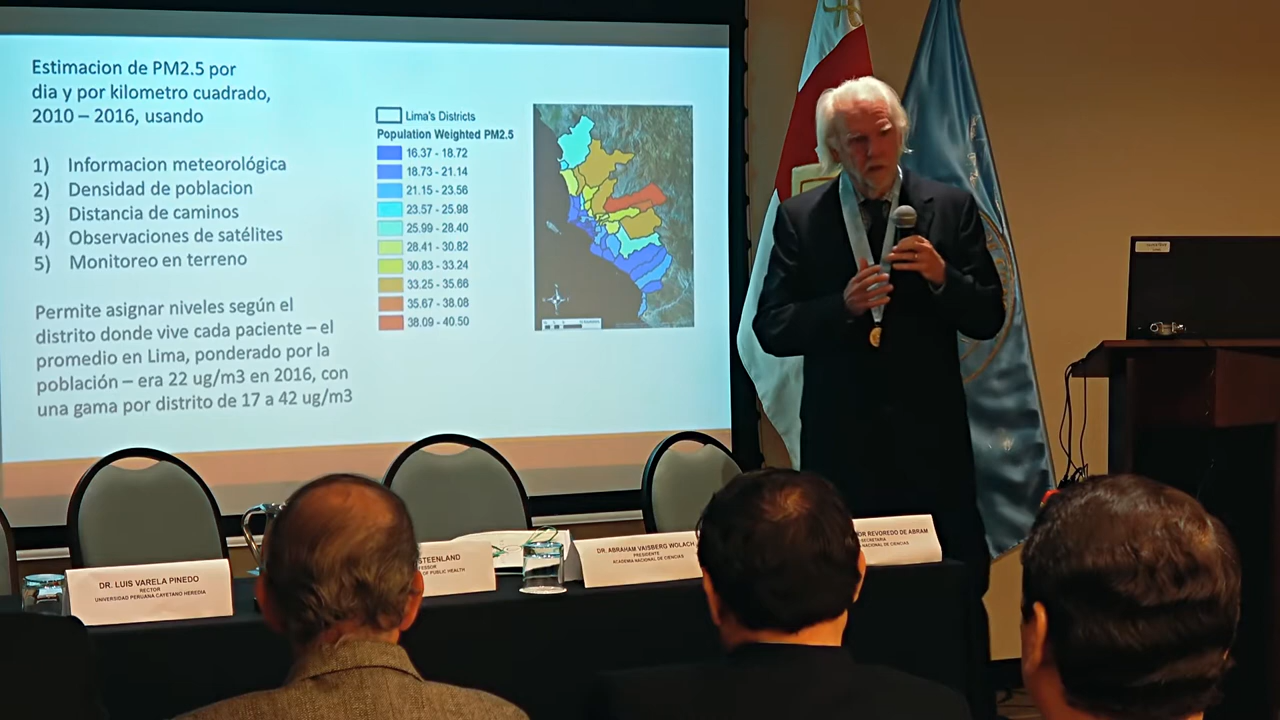 Estimacion de PM2.5 por
dia y por kilometro cuadrado,
2010 – 2016, usando
1) Informacion meteorológica
2) Densidad de poblacion
3) Distancia de caminos
4) Observaciones de satélites
5) Monitoreo en terreno
Permite asignar niveles según el
distrito donde vive cada paciente – el
promedio en Lima, ponderado por la
población – era 22 ug/m3 en 2016, con
una gama por distrito de 17 a 42 ug/m3
Lima's Districts
Population Weighted PM2.5
16.37 - 18.72
18.73 - 21.14
21.15 - 23.56
23.57 - 25.98
25.99 - 28.40
28.41 - 30.82
30.83 - 33.24
33.25 - 35.66
35.67 - 38.08
38.09 - 40.50
DR. LUIS VARELA PINEDO
RECTOR
UNIVERSIDAD PERUANA CAYETANO HEREDIA
STEENLAND
OF PUBLIC HEALTH
DR. ABRAHAM VAISBERG WOLACH
PRESIDENTE
ACADEMIA NACIONAL DE CIENCIAS
REVOREDO DE ABRAM
SECRETARIA
NACIONAL DE CIENCIAS